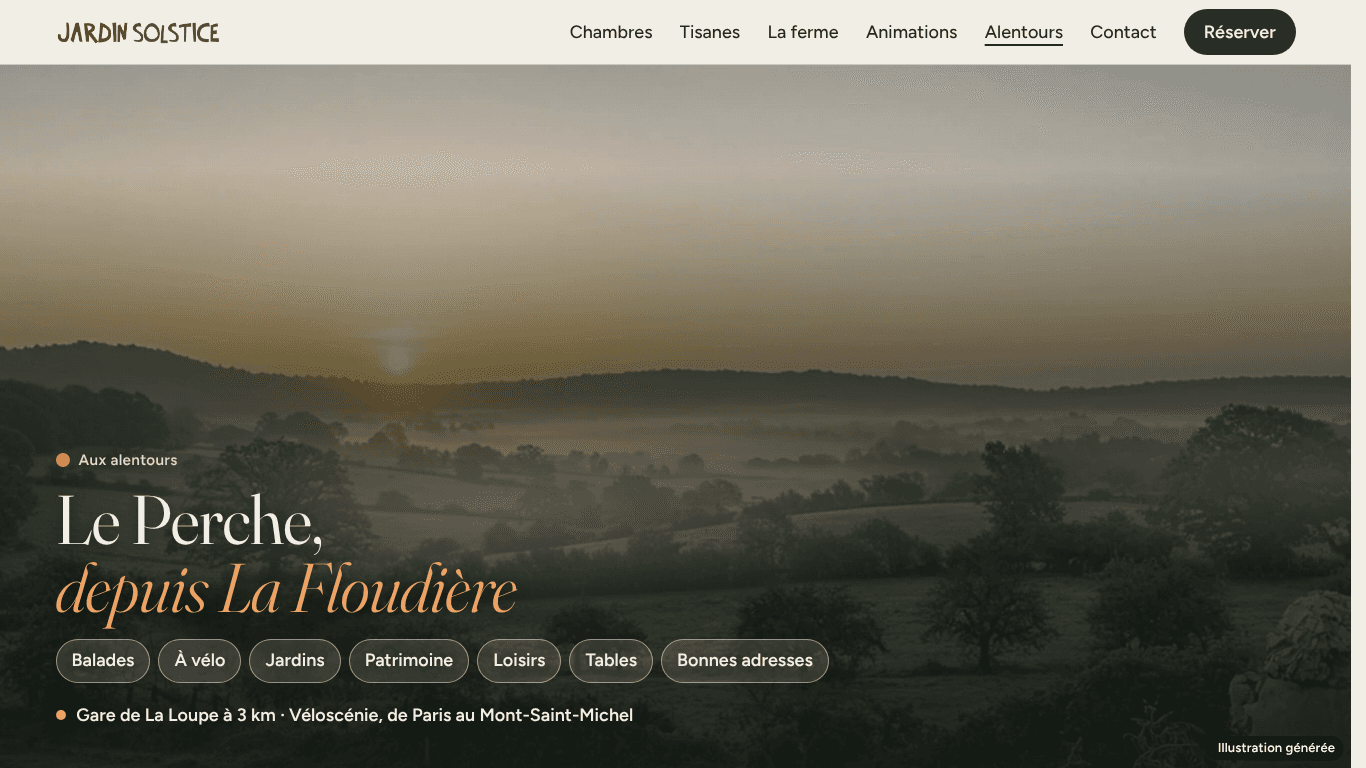 JARDIN SOLSTICE
Chambres
Tisanes
La ferme
Animations
Alentours
Contact
Réserver
Aux alentours
Le Perche,
depuis La Floudière
Balades
À vélo
Jardins
Patrimoine
Loisirs
Tables
Bonnes adresses
Gare de La Loupe à 3 km · Véloscénie, de Paris au Mont-Saint-Michel
Illustration générée